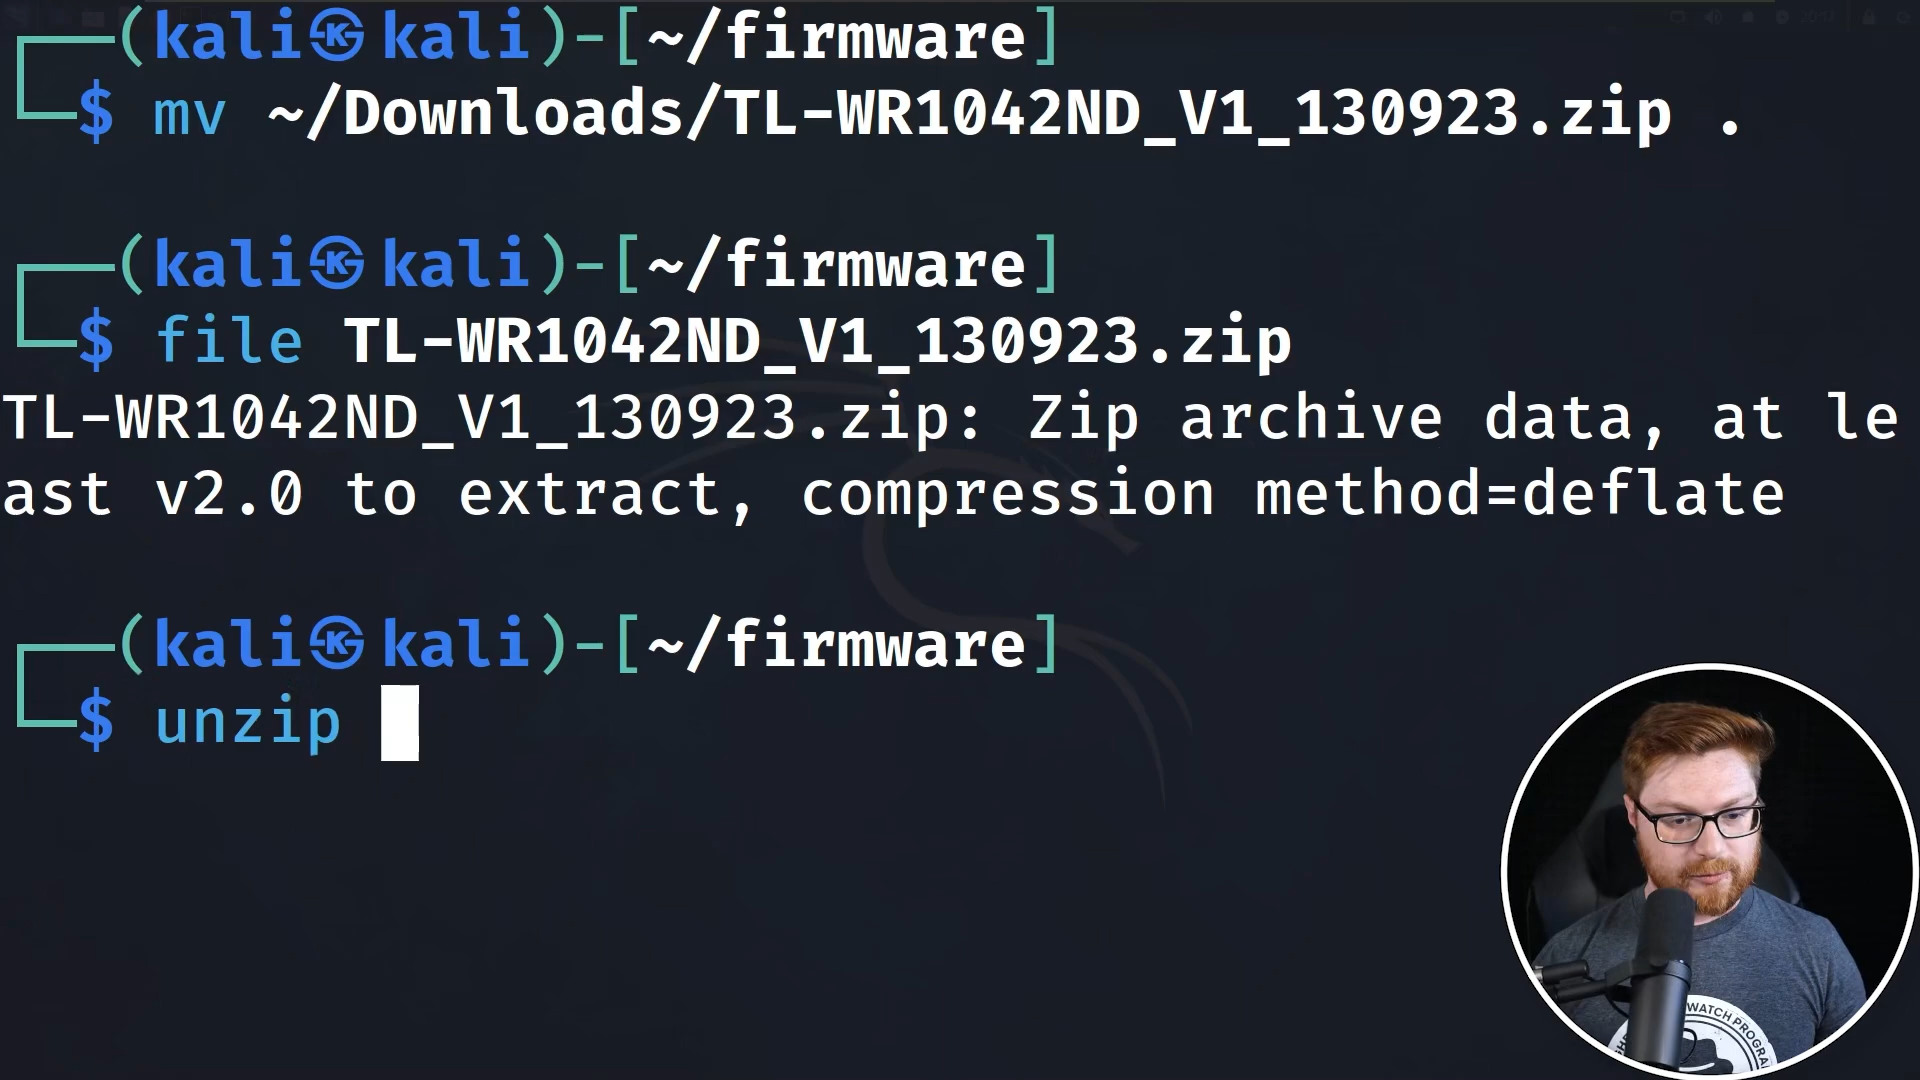 (kali㉿kali)-[~/firmware]
$ mv ~/Downloads/TL-WR1042ND_V1_130923.zip .
(kali㉿kali)-[~/firmware]
$ file TL-WR1042ND_V1_130923.zip
TL-WR1042ND_V1_130923.zip: Zip archive data, at le
ast v2.0 to extract, compression method=deflate
(kali㉿kali)-[~/firmware]
$ unzip
WATCH